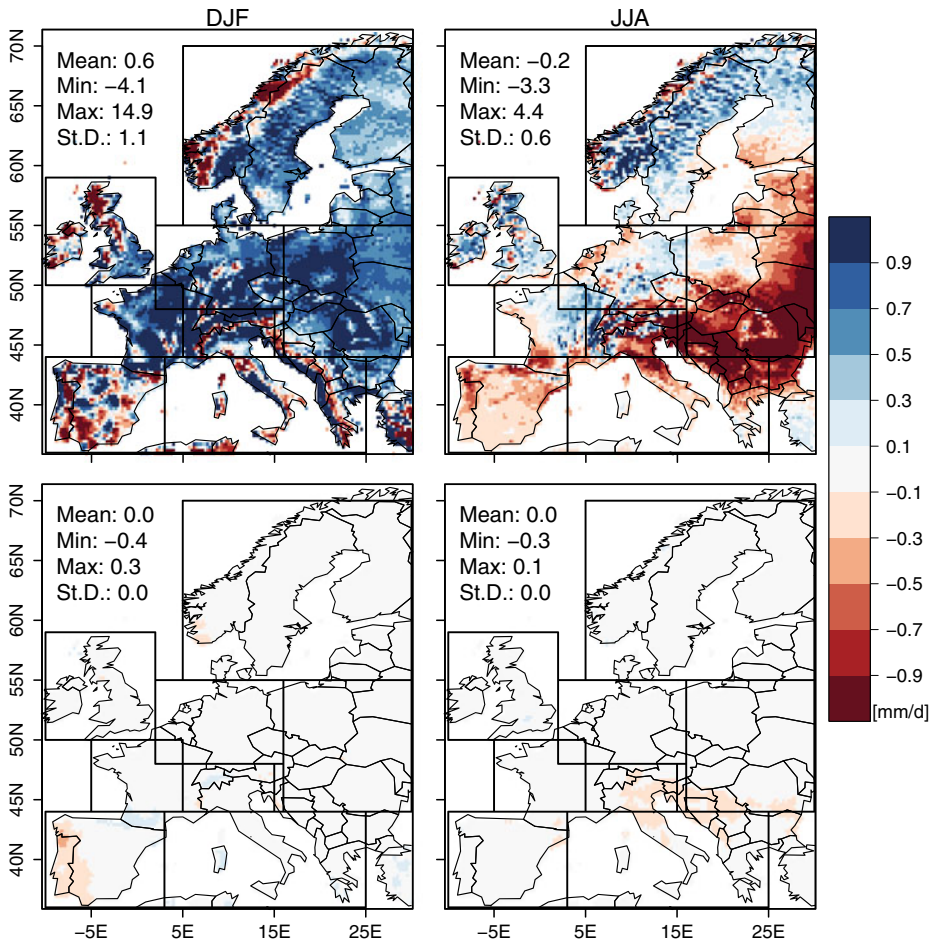 DJF
JJA
Mean: 0.6
Min: −4.1
Max: 14.9
St.D.: 1.1
Mean: −0.2
Min: −3.3
Max: 4.4
St.D.: 0.6
70N
65N
60N
55N
50N
45N
40N
0.9
0.7
0.5
0.3
0.1
−0.1
−0.3
−0.5
−0.7
−0.9
[mm/d]
Mean: 0.0
Min: −0.4
Max: 0.3
St.D.: 0.0
Mean: 0.0
Min: −0.3
Max: 0.1
St.D.: 0.0
70N
65N
60N
55N
50N
45N
40N
−5E 5E 15E 25E
−5E 5E 15E 25E